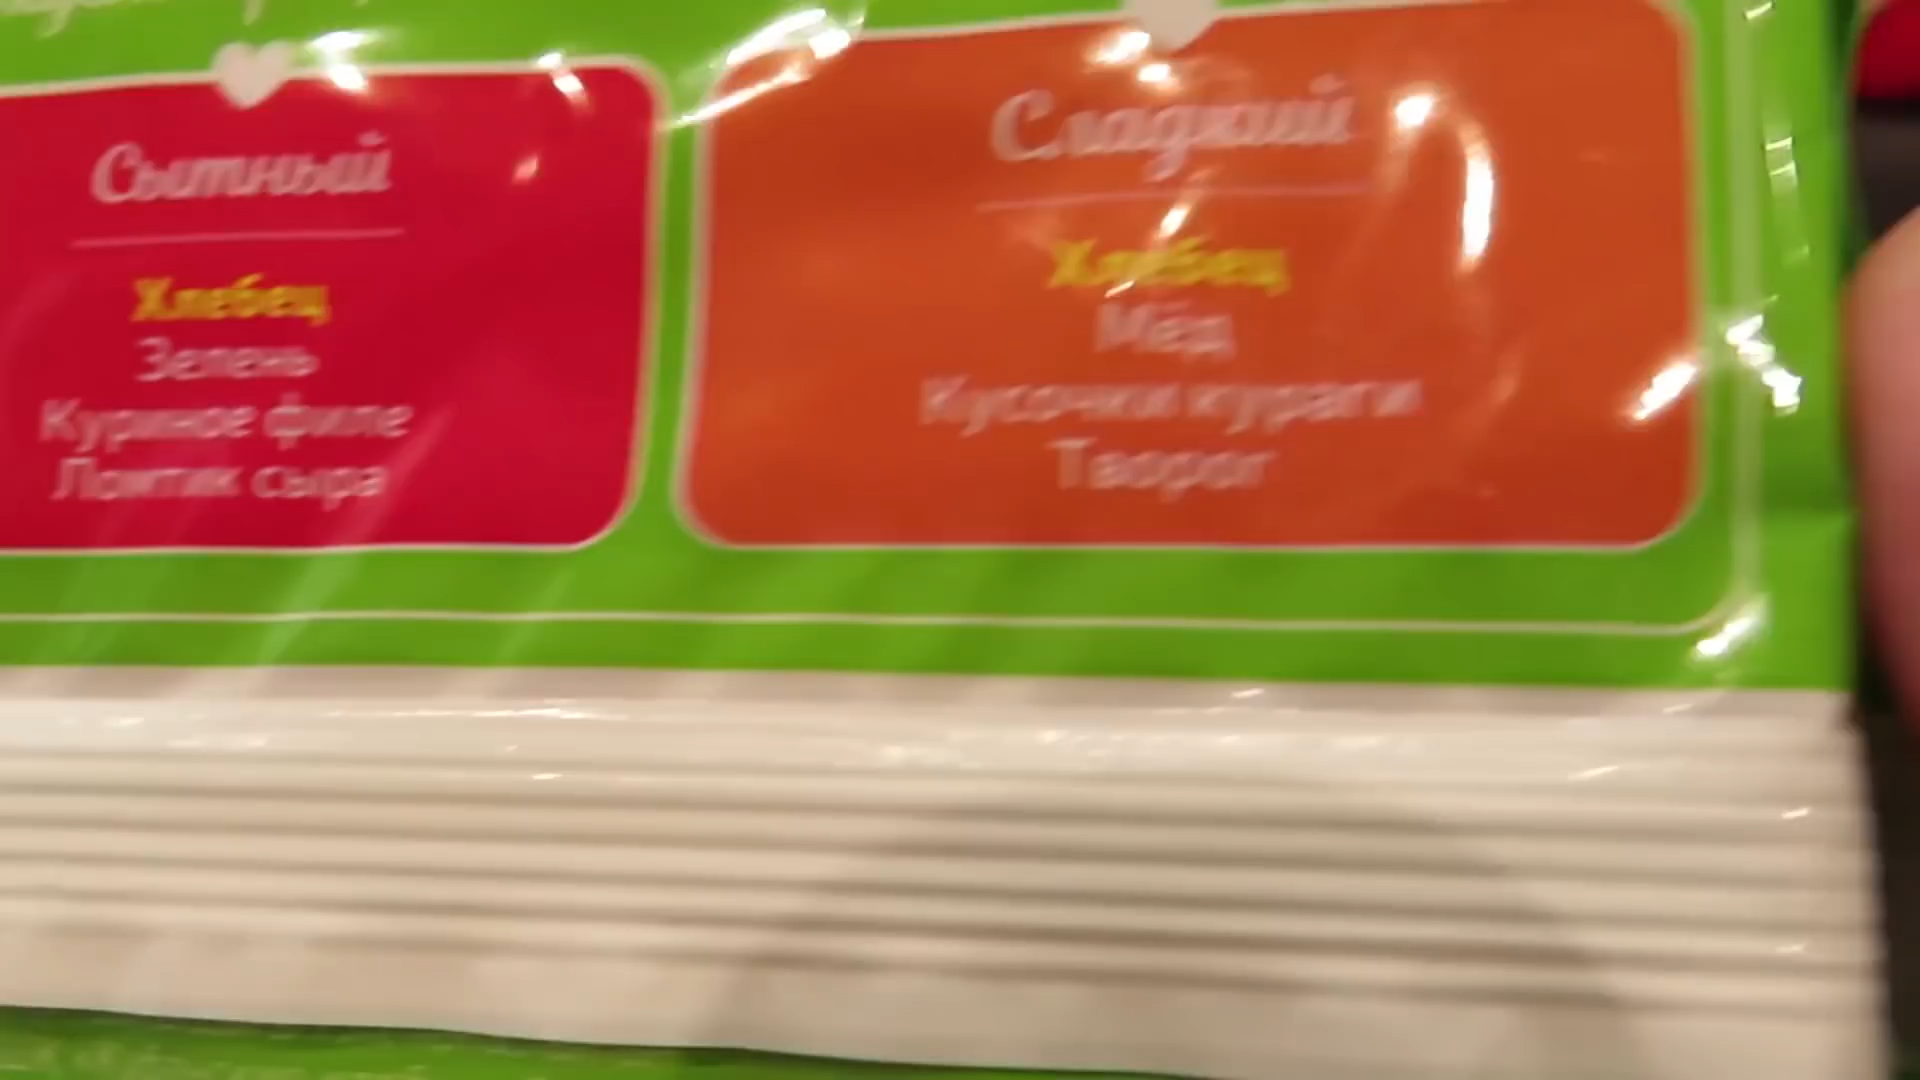 Сытный
Хлебец
Зелень
Куриное филе
Ломтик сыра
Сладкий
Хлебец
Мёд
Кусочки кураги
Творог